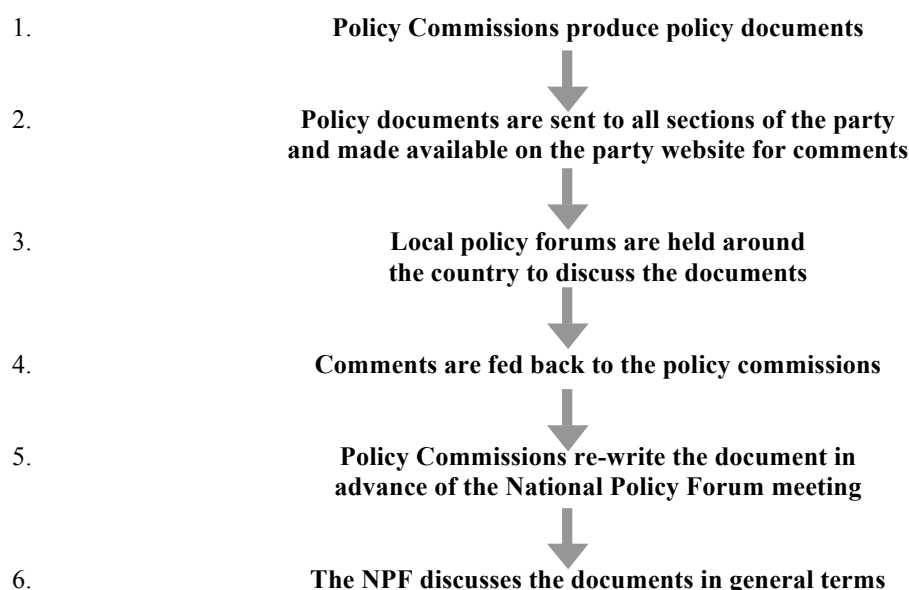 1. Policy Commissions produce policy documents
2. Policy documents are sent to all sections of the party
and made available on the party website for comments
3. Local policy forums are held around
the country to discuss the documents
4. Comments are fed back to the policy commissions
5. Policy Commissions re-write the document in
advance of the National Policy Forum meeting
6. The NPF discusses the documents in general terms